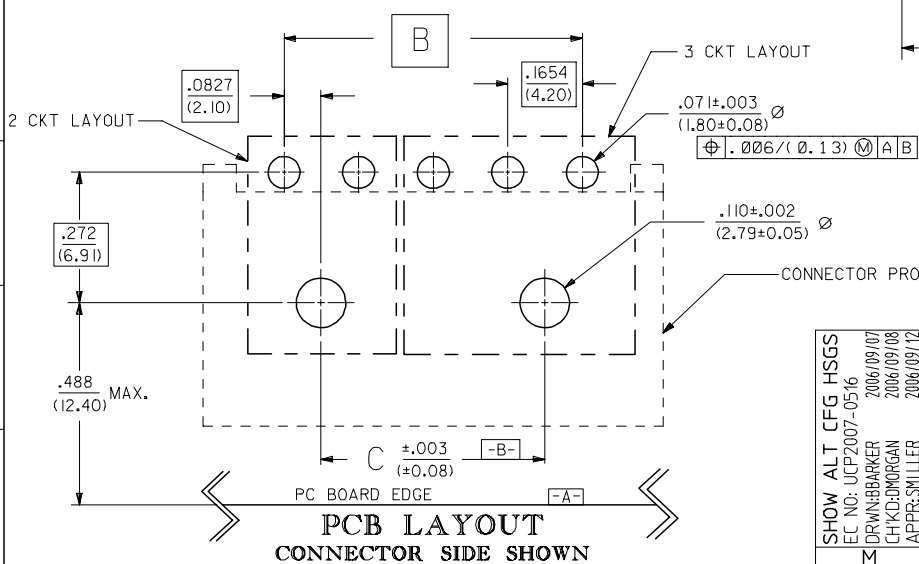 B
3 CKT LAYOUT
.0827
(2.10)
.1654
(4.20)
2 CKT LAYOUT
.071±.003
(1.80±0.08) Ø
⌖ .006/(0.13) Ⓜ A B
.272
(6.91)
.110±.002
(2.79±0.05) Ø
CONNECTOR PRO
.488
(12.40) MAX.
C ±.003
(±0.08)
-B-
PC BOARD EDGE
-A-
PCB LAYOUT
CONNECTOR SIDE SHOWN
SHOW ALT CFG HSGS
EC NO: UCP2007-0516
DRWN:BBARKER 2006/09/07
CH'KD:DMORGAN 2006/09/08
APPR:SMILLER 2006/09/12
M